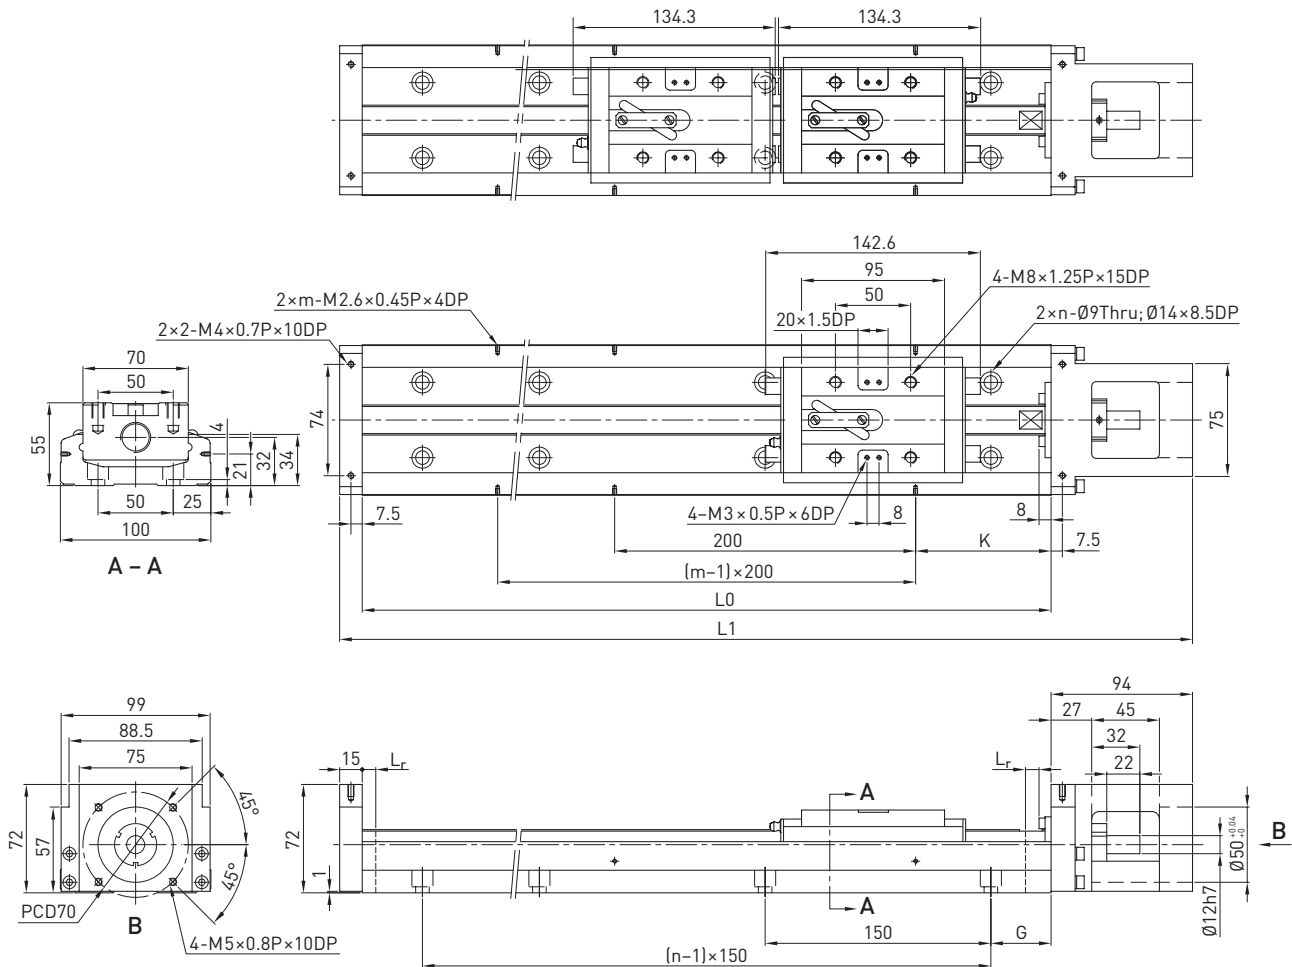 134.3
134.3
142.6
95
50
20×1.5DP
4-M8×1.25P×15DP
2×n-Ø9Thru; Ø14×8.5DP
2×m-M2.6×0.45P×4DP
2×2-M4×0.7P×10DP
70
50
55
4
21
32
34
50
25
100
A – A
74
75
7.5
4–M3×0.5P×6DP
8
8
7.5
200
K
(m–1)×200
L0
L1
99
88.5
75
72
57
45°
45°
PCD70
B
4-M5×0.8P×10DP
15
Lr
72
1
A
A
Lr
94
27
45
32
22
Ø50 +0.04 +0
Ø12h7
B
150
G
(n–1)×150